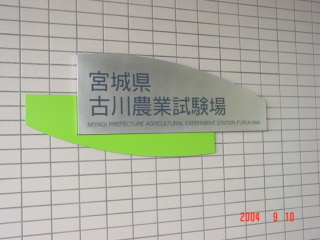 宮城県
古川農業試験場
MIYAGI PREFECTURE AGRICULTURAL EXPERIMENT STATION, FURUKAWA
2004 9 10